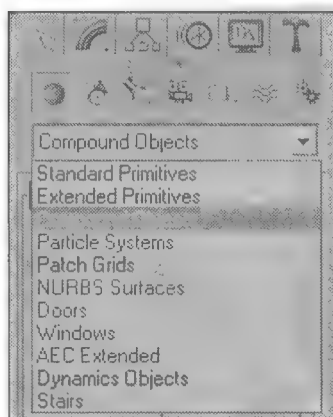 Compound Objects
Standard Primitives
Extended Primitives
Particle Systems
Patch Grids
NURBS Surfaces
Doors
Windows
AEC Extended
Dynamics Objects
Stairs